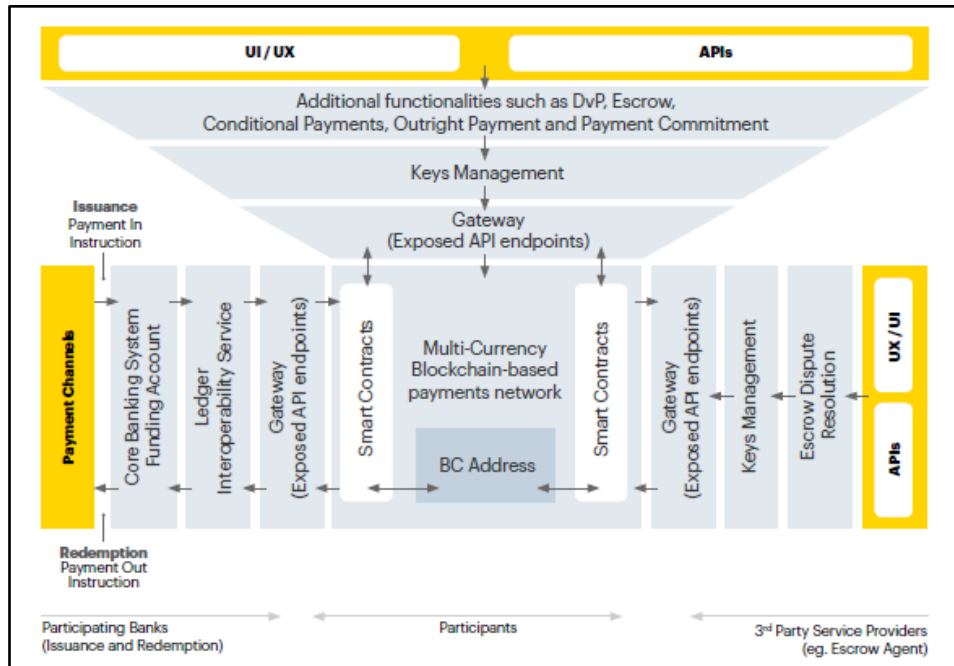 UI / UX
APIs
Additional functionalities such as DvP, Escrow,
Conditional Payments, Outright Payment and Payment Commitment
Keys Management
Gateway
(Exposed API endpoints)
Issuance
Payment In
Instruction
Payment Channels
Core Banking System
Funding Account
Ledger
Interoperability Service
Gateway
(Exposed API endpoints)
Smart Contracts
Multi-Currency
Blockchain-based
payments network
BC Address
Smart Contracts
Gateway
(Exposed API endpoints)
Keys Management
Escrow Dispute
Resolution
UX / UI
APIs
Redemption
Payment Out
Instruction
Participating Banks
(Issuance and Redemption)
Participants
3rd Party Service Providers
(eg. Escrow Agent)